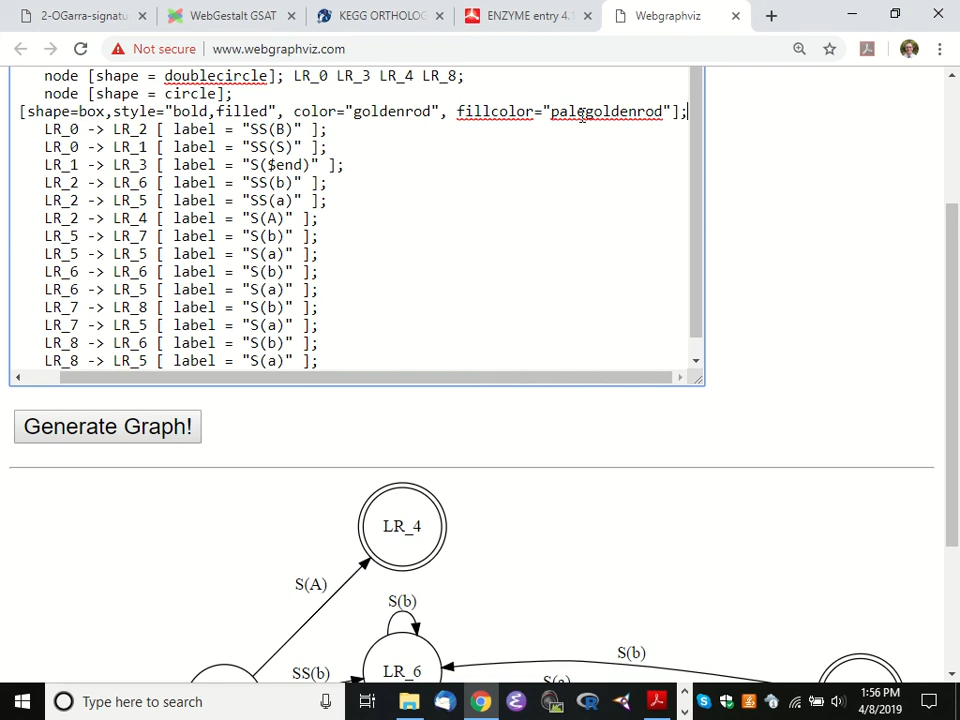 2-OGarra-signatu
WebGestalt GSAT
KEGG ORTHOLOG
ENZYME entry 4.
Webgraphviz
Not secure | www.webgraphviz.com
node [shape = doublecircle]; LR_0 LR_3 LR_4 LR_8;
node [shape = circle];
[shape=box,style="bold,filled", color="goldenrod", fillcolor="palegoldenrod"];
LR_0 -> LR_2 [ label = "SS(B)" ];
LR_0 -> LR_1 [ label = "SS(S)" ];
LR_1 -> LR_3 [ label = "S($end)" ];
LR_2 -> LR_6 [ label = "SS(b)" ];
LR_2 -> LR_5 [ label = "SS(a)" ];
LR_2 -> LR_4 [ label = "S(A)" ];
LR_5 -> LR_7 [ label = "S(b)" ];
LR_5 -> LR_5 [ label = "S(a)" ];
LR_6 -> LR_6 [ label = "S(b)" ];
LR_6 -> LR_5 [ label = "S(a)" ];
LR_7 -> LR_8 [ label = "S(b)" ];
LR_7 -> LR_5 [ label = "S(a)" ];
LR_8 -> LR_6 [ label = "S(b)" ];
LR_8 -> LR_5 [ label = "S(a)" ];
Generate Graph!
LR_4
S(A)
S(b)
S(b)
LR_6
SS(b)
Type here to search
1:56 PM
4/8/2019